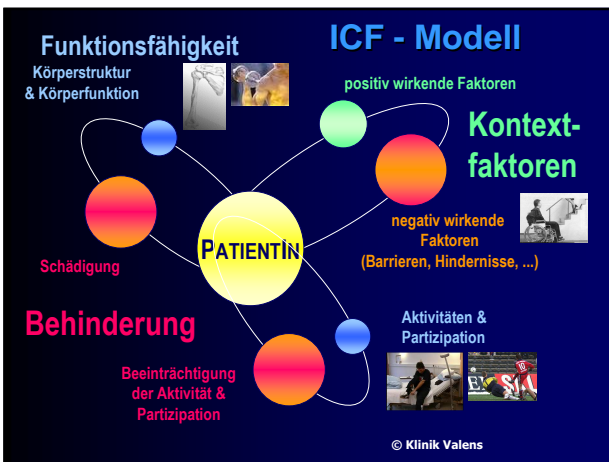 ICF - Modell
Funktionsfähigkeit
Körperstruktur
& Körperfunktion
positiv wirkende Faktoren
Kontext-
faktoren
negativ wirkende
Faktoren
(Barrieren, Hindernisse, ...)
PATIENTIN
Schädigung
Behinderung
Beeinträchtigung
der Aktivität &
Partizipation
Aktivitäten &
Partizipation
© Klinik Valens